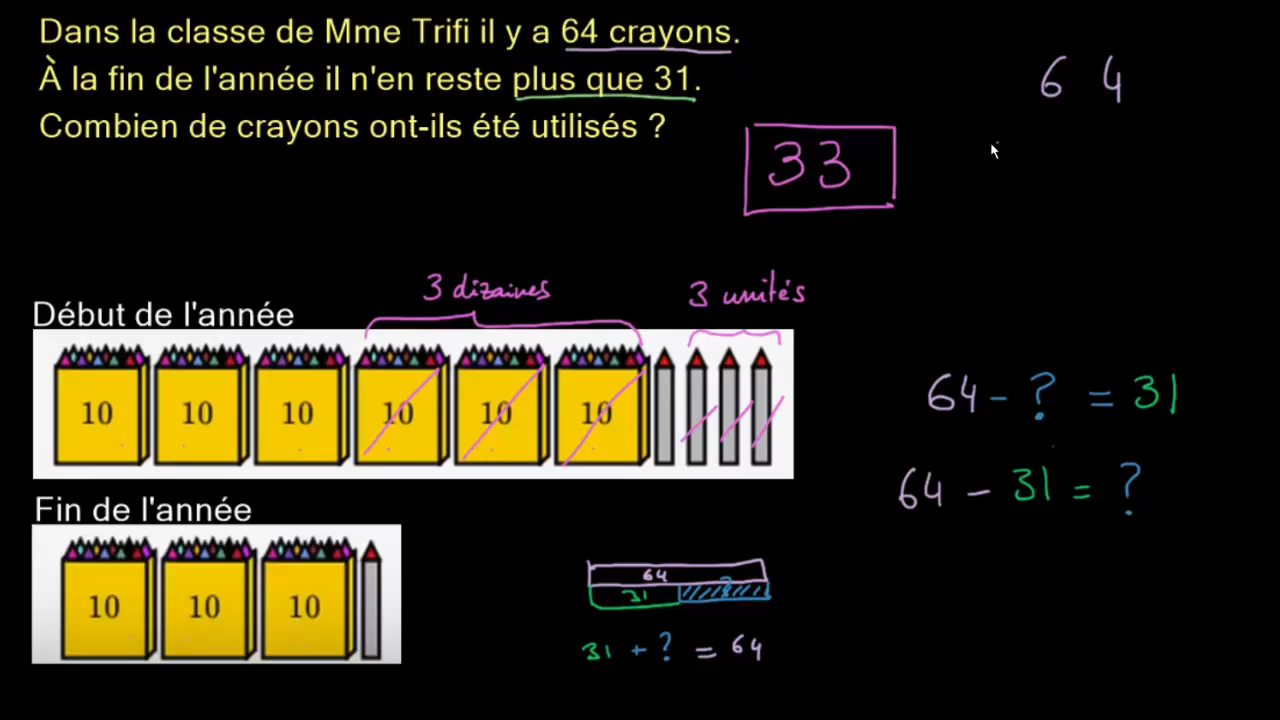 Dans la classe de Mme Trifi il y a 64 crayons.
À la fin de l'année il n'en reste plus que 31.
Combien de crayons ont-ils été utilisés ?
6 4
33
3 dizaines
3 unités
Début de l'année
10 10 10 10 10 10
64 - ? = 31
64 - 31 = ?
Fin de l'année
10 10 10
64
31 ?
31 + ? = 64